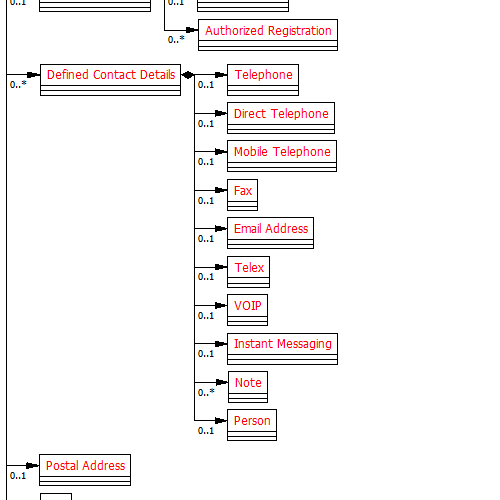 0..1
0..1
Authorized Registration
0..*
Defined Contact Details
0..*
Telephone
0..1
Direct Telephone
0..1
Mobile Telephone
0..1
Fax
0..1
Email Address
0..1
Telex
0..1
VOIP
0..1
Instant Messaging
0..1
Note
0..*
Person
0..1
Postal Address
0..1